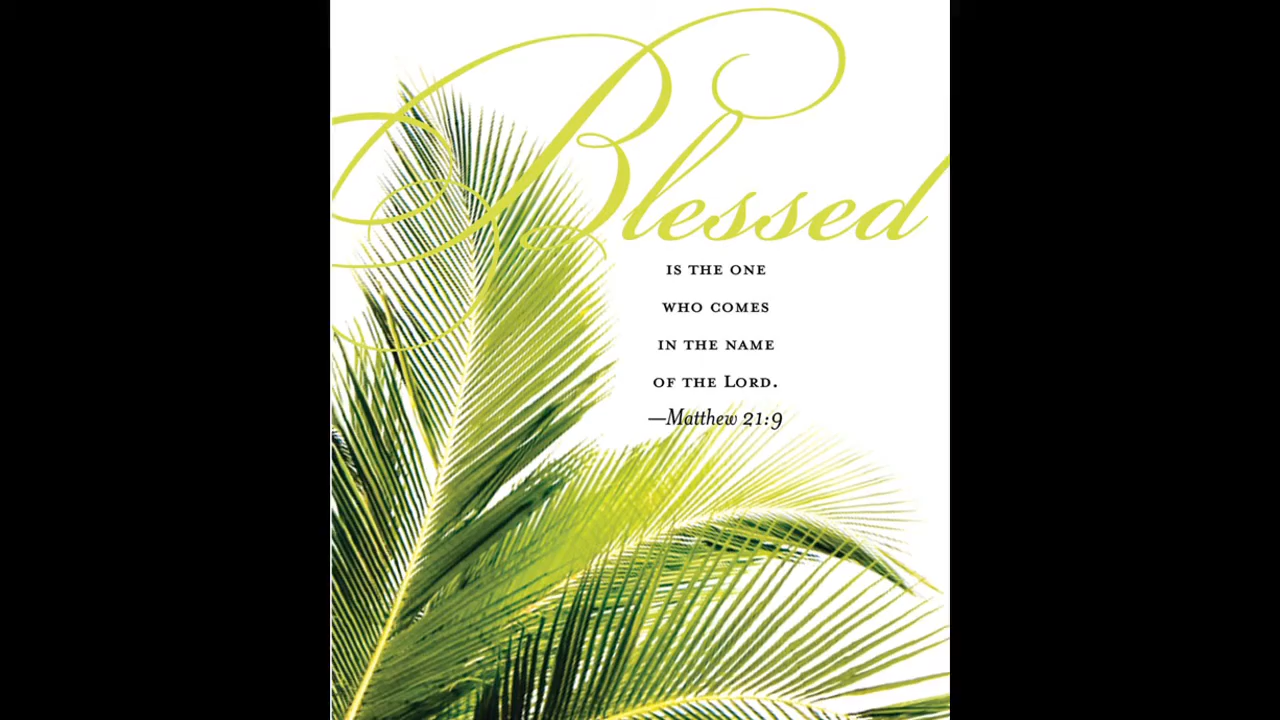 Blessed
IS THE ONE
WHO COMES
IN THE NAME
OF THE LORD.
—Matthew 21:9